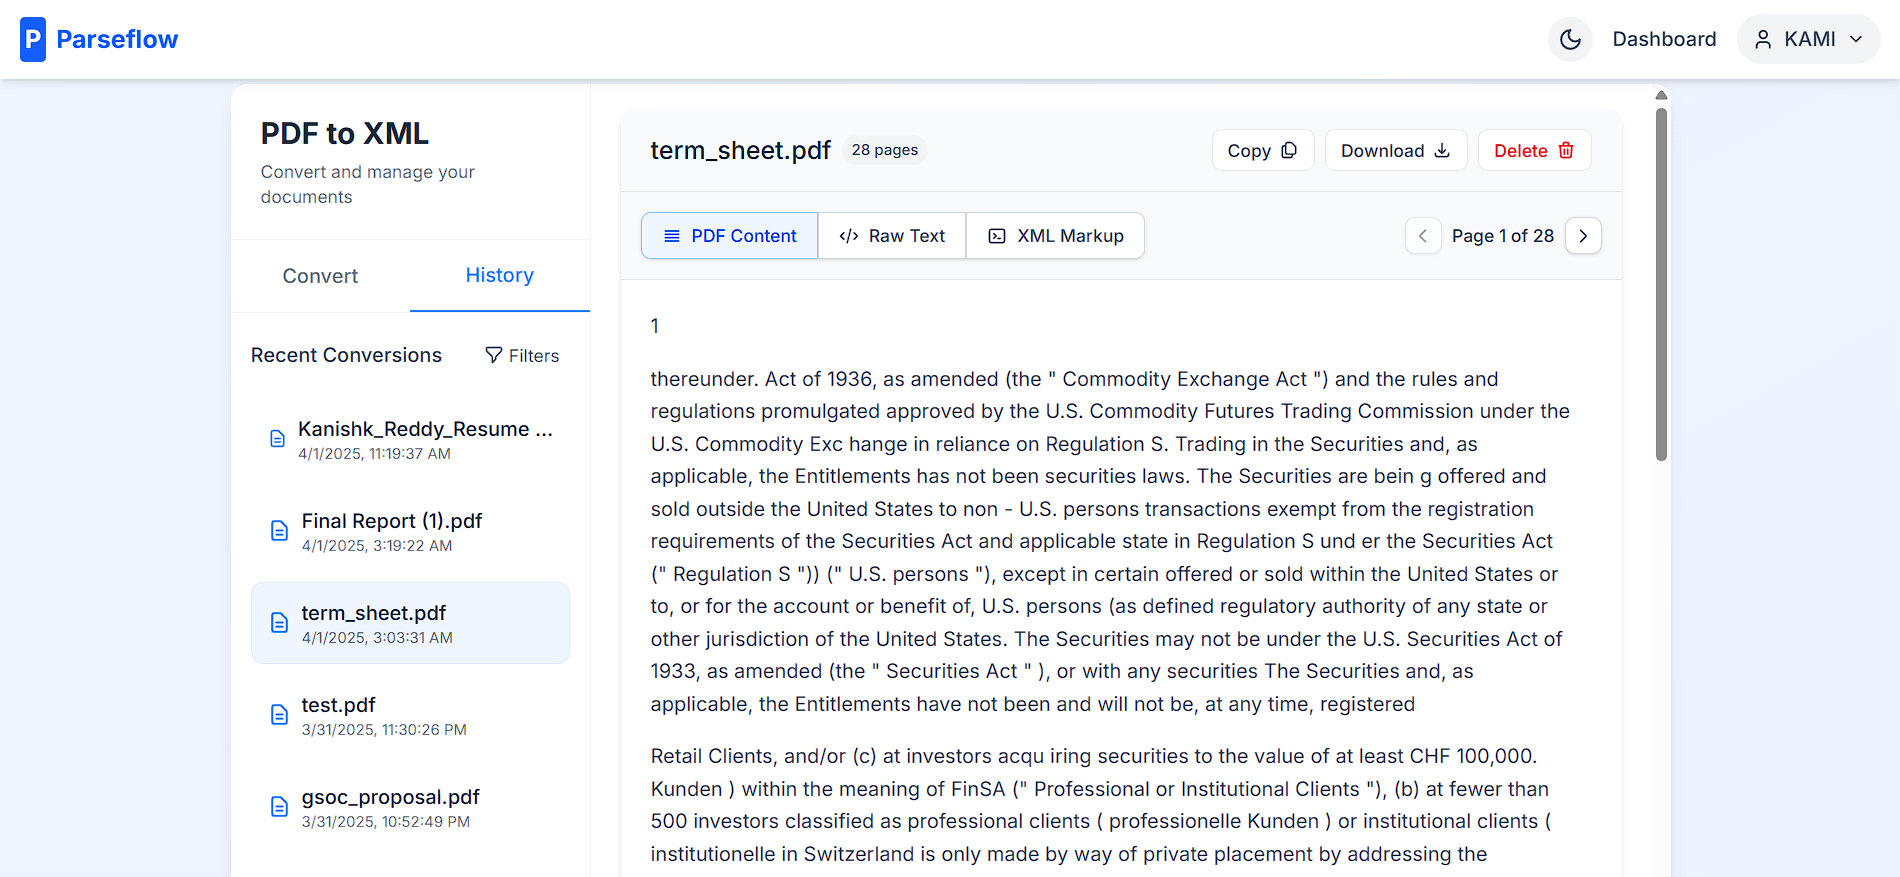 P Parseflow
Dashboard
KAMI
PDF to XML
Convert and manage your
documents
Convert
History
Recent Conversions
Filters
Kanishk_Reddy_Resume ...
4/1/2025, 11:19:37 AM
Final Report (1).pdf
4/1/2025, 3:19:22 AM
term_sheet.pdf
4/1/2025, 3:03:31 AM
test.pdf
3/31/2025, 11:30:26 PM
gsoc_proposal.pdf
3/31/2025, 10:52:49 PM
term_sheet.pdf
28 pages
Copy
Download
Delete
PDF Content
</> Raw Text
XML Markup
Page 1 of 28
1
thereunder. Act of 1936, as amended (the " Commodity Exchange Act ") and the rules and
regulations promulgated approved by the U.S. Commodity Futures Trading Commission under the
U.S. Commodity Exc hange in reliance on Regulation S. Trading in the Securities and, as
applicable, the Entitlements has not been securities laws. The Securities are bein g offered and
sold outside the United States to non - U.S. persons transactions exempt from the registration
requirements of the Securities Act and applicable state in Regulation S und er the Securities Act
(" Regulation S ")) (" U.S. persons "), except in certain offered or sold within the United States or
to, or for the account or benefit of, U.S. persons (as defined regulatory authority of any state or
other jurisdiction of the United States. The Securities may not be under the U.S. Securities Act of
1933, as amended (the " Securities Act " ), or with any securities The Securities and, as
applicable, the Entitlements have not been and will not be, at any time, registered
Retail Clients, and/or (c) at investors acqu iring securities to the value of at least CHF 100,000.
Kunden ) within the meaning of FinSA (" Professional or Institutional Clients "), (b) at fewer than
500 investors classified as professional clients ( professionelle Kunden ) or institutional clients (
institutionelle in Switzerland is only made by way of private placement by addressing the